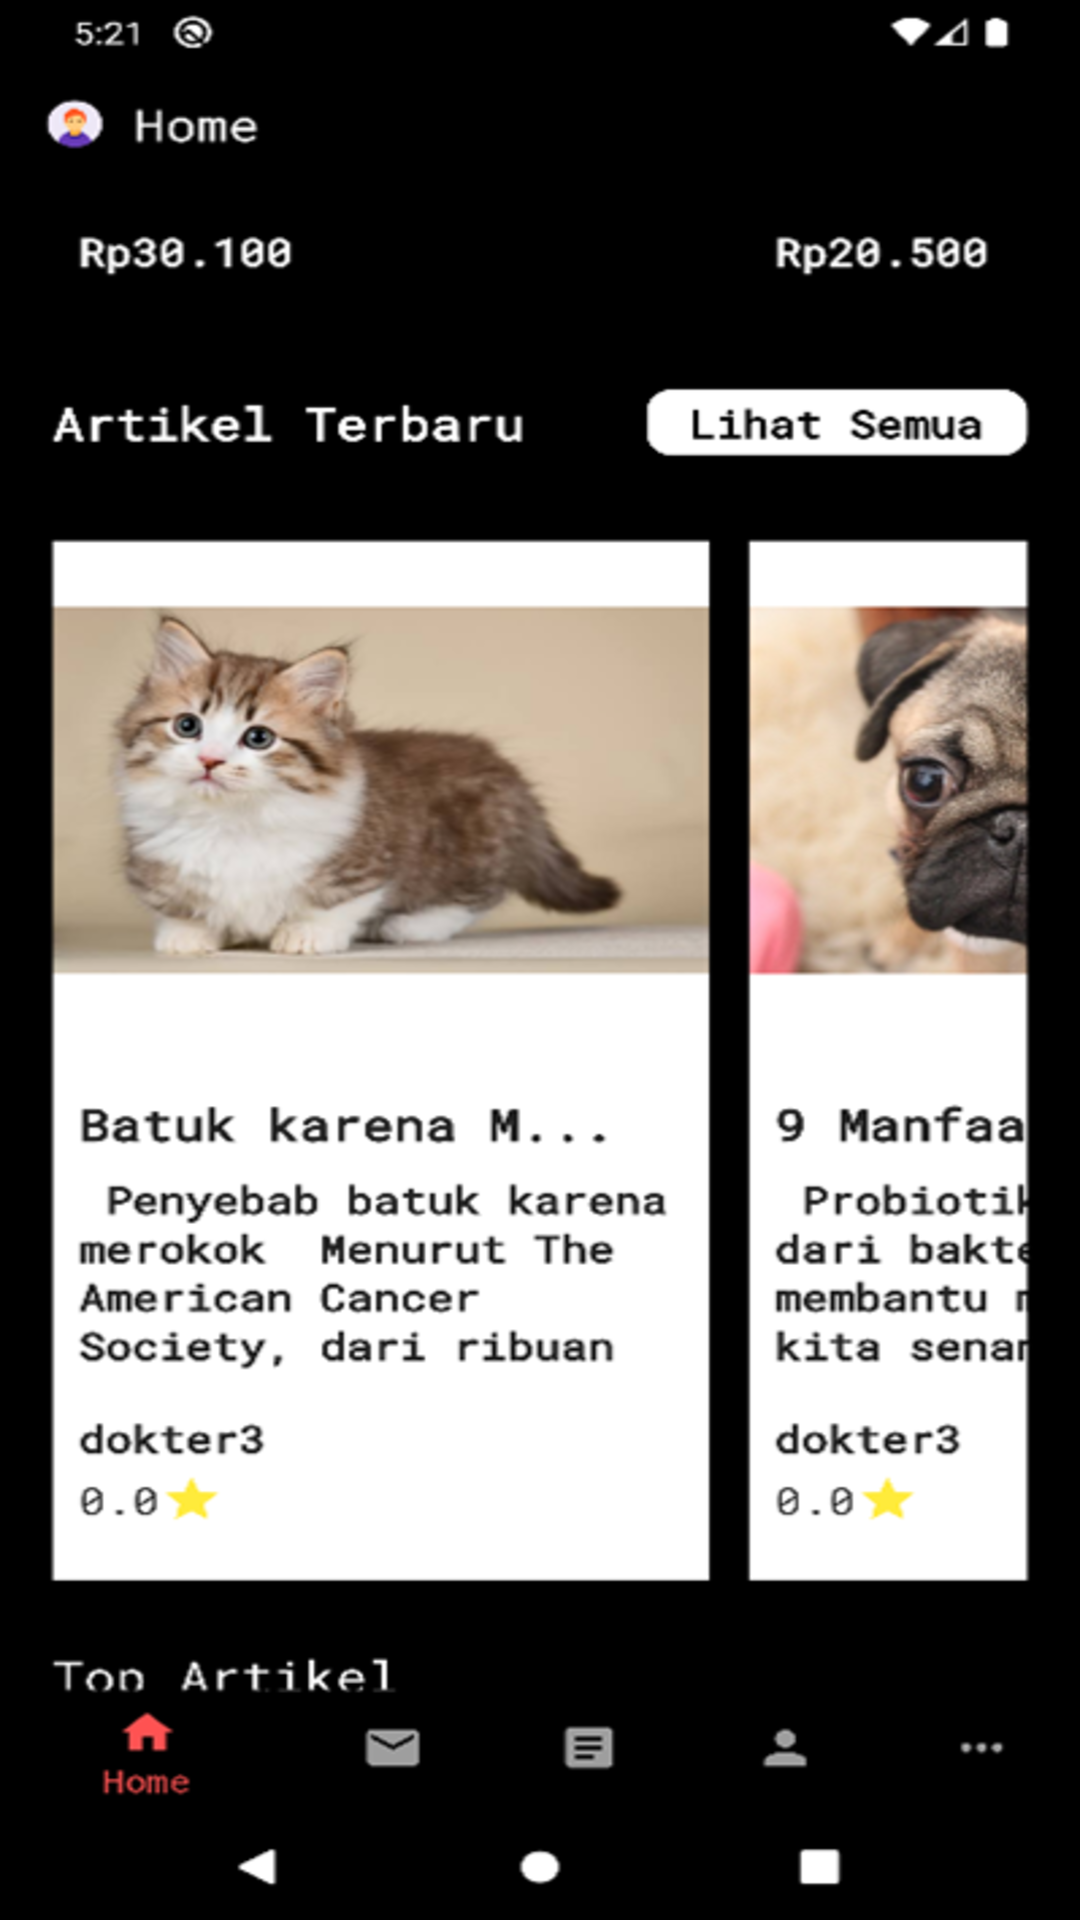 5:21
Home
Rp30.100
Rp20.500
Artikel Terbaru
Lihat Semua
Batuk karena M...
Penyebab batuk karena
merokok  Menurut The
American Cancer
Society, dari ribuan
dokter3
0.0
9 Manfaa
Probiotik
dari bakte
membantu
kita
dokter3
0.0
Top Artikel
Home